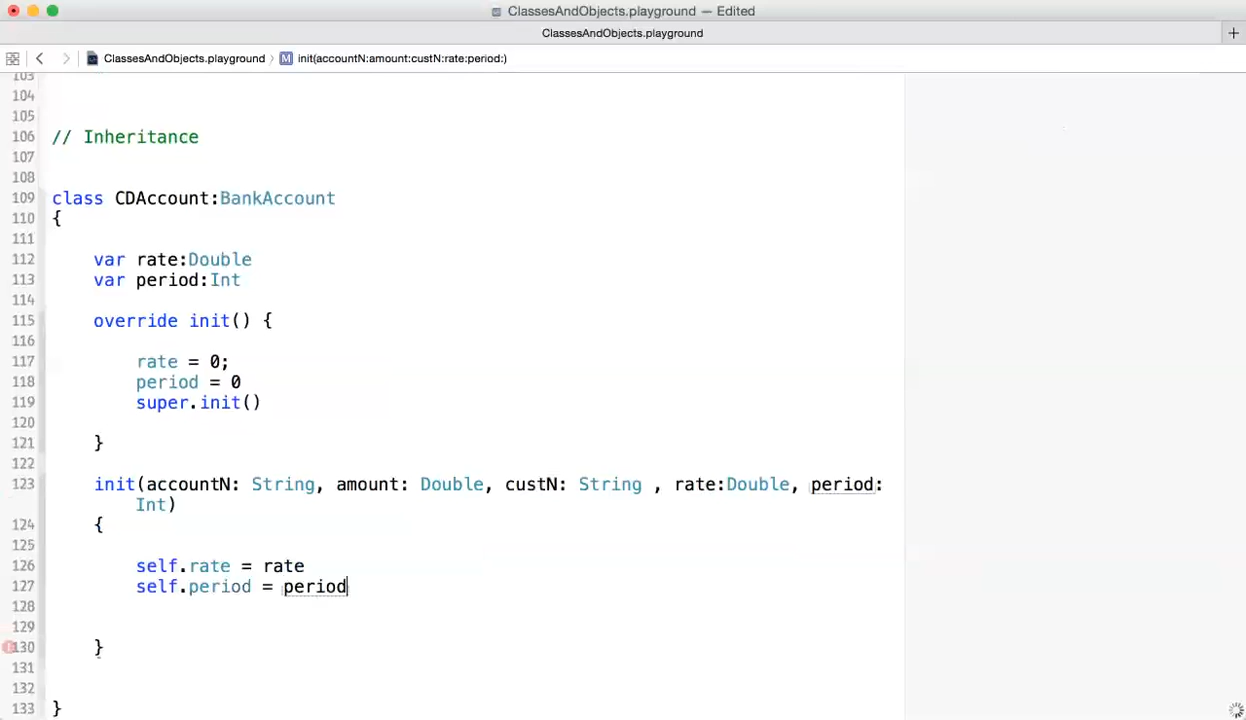 ClassesAndObjects.playground — Edited
ClassesAndObjects.playground
ClassesAndObjects.playground 〉 M init(accountN:amount:custN:rate:period:)
103
104
105
106 // Inheritance
107
108
109 class CDAccount:BankAccount
110 {
111
112 var rate:Double
113 var period:Int
114
115 override init() {
116
117 rate = 0;
118 period = 0
119 super.init()
120
121 }
122
123 init(accountN: String, amount: Double, custN: String , rate:Double, period:
Int)
124 {
125
126 self.rate = rate
127 self.period = period
128
129
130 }
131
132
133 }